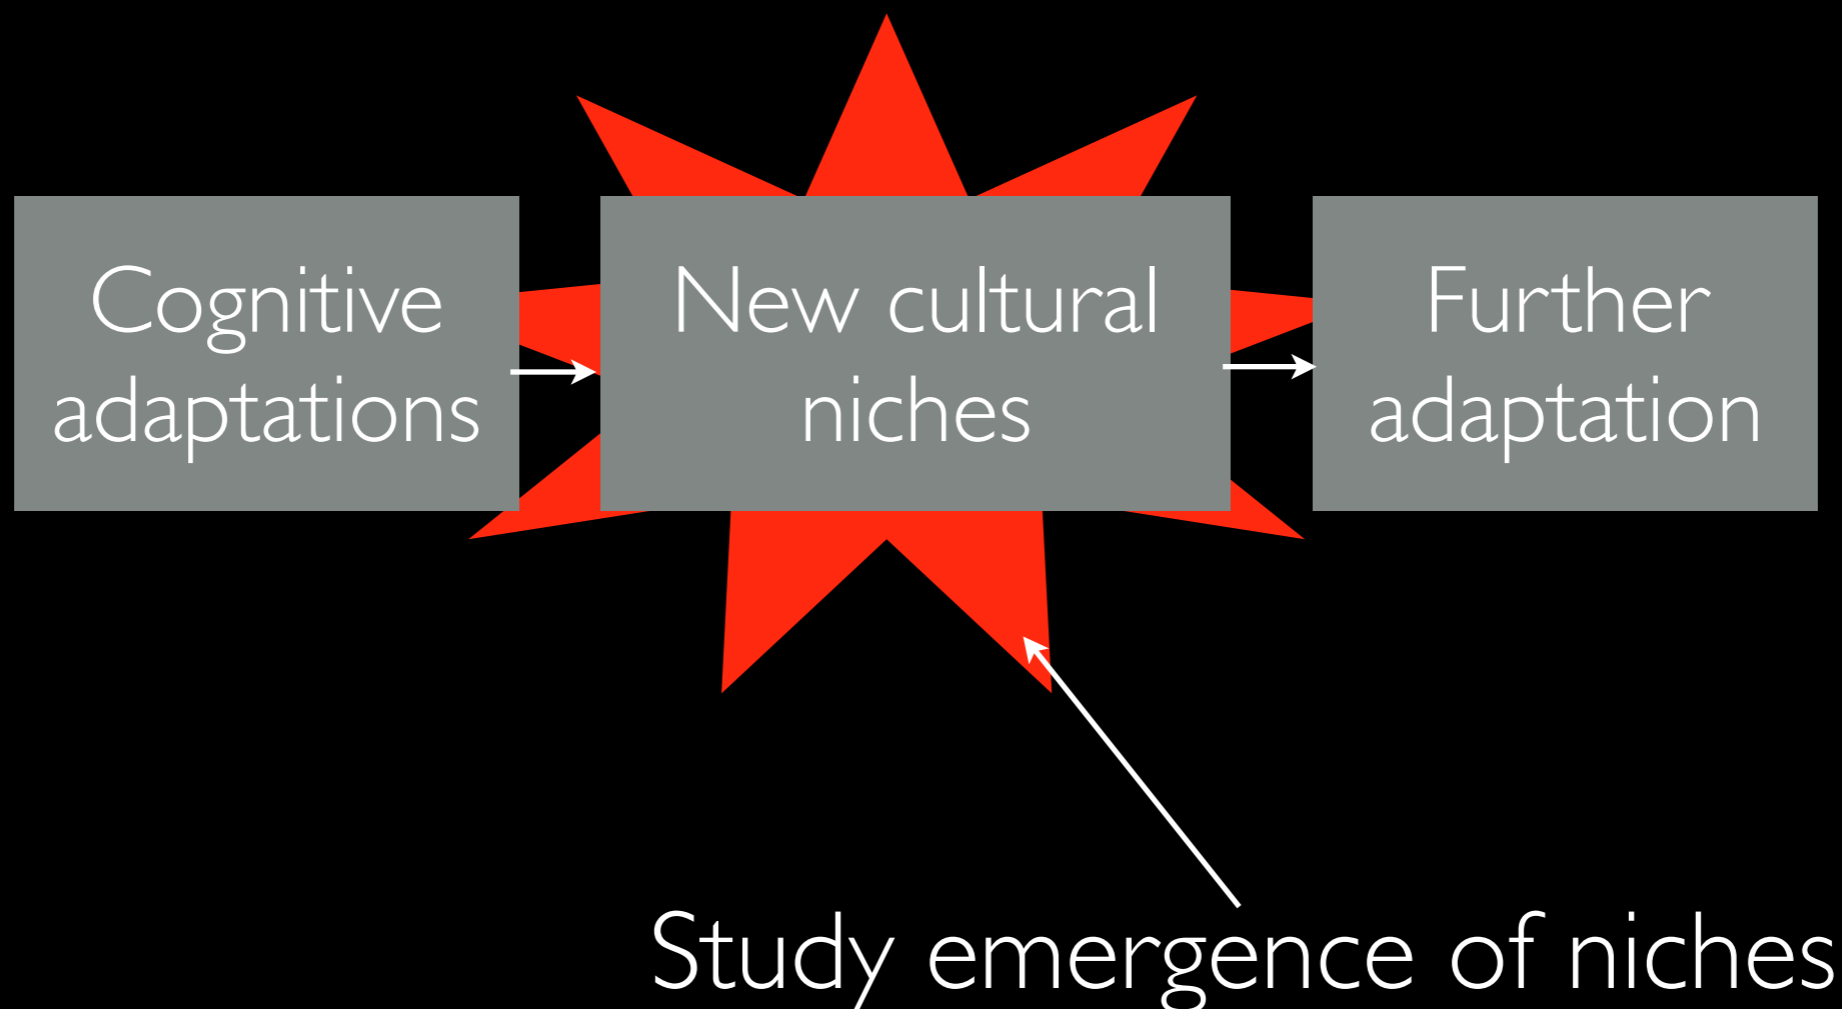 Cognitive
adaptations
New cultural
niches
Further
adaptation
Study emergence of niches